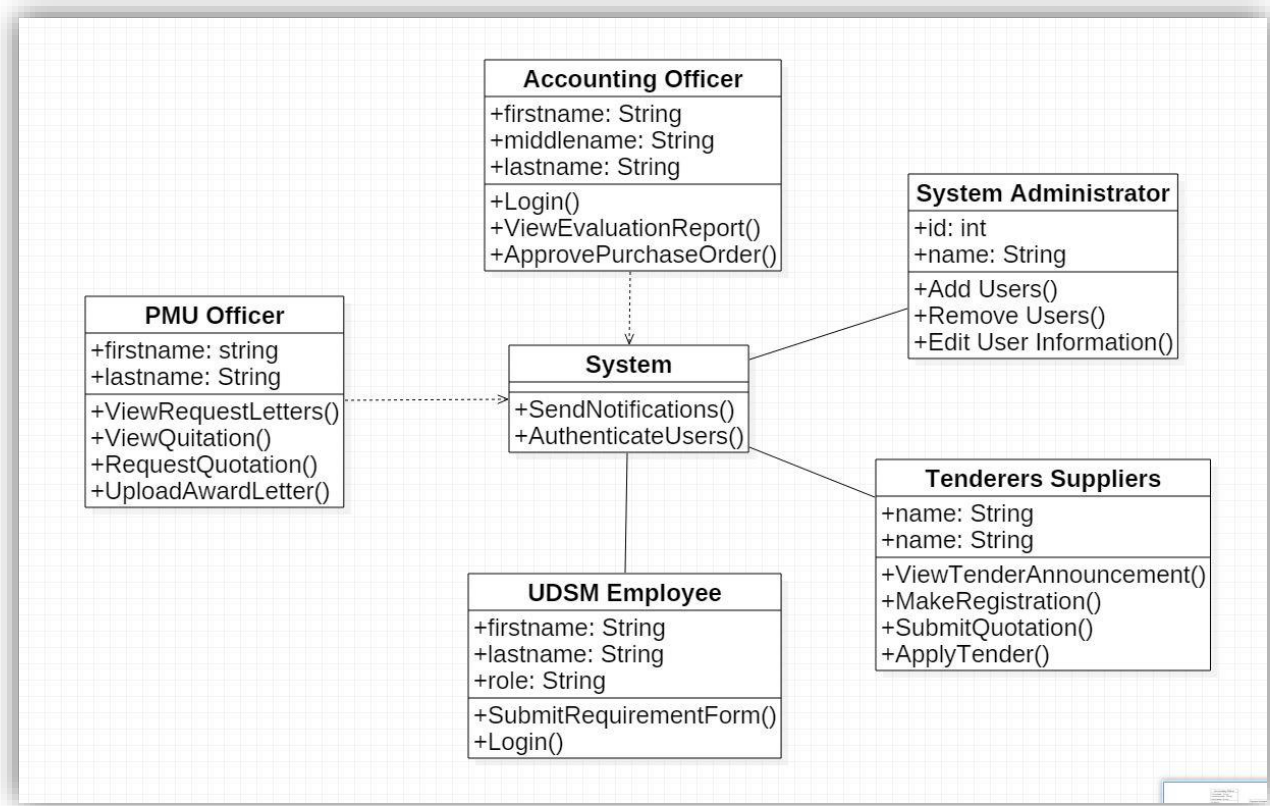 Accounting Officer
+firstname: String
+middlename: String
+lastname: String
+Login()
+ViewEvaluationReport()
+ApprovePurchaseOrder()
System Administrator
+id: int
+name: String
+Add Users()
+Remove Users()
+Edit User Information()
PMU Officer
+firstname: string
+lastname: String
+ViewRequestLetters()
+ViewQuitation()
+RequestQuotation()
+UploadAwardLetter()
System
+SendNotifications()
+AuthenticateUsers()
Tenderers Suppliers
+name: String
+name: String
+ViewTenderAnnouncement()
+MakeRegistration()
+SubmitQuotation()
+ApplyTender()
UDSM Employee
+firstname: String
+lastname: String
+role: String
+SubmitRequirementForm()
+Login()